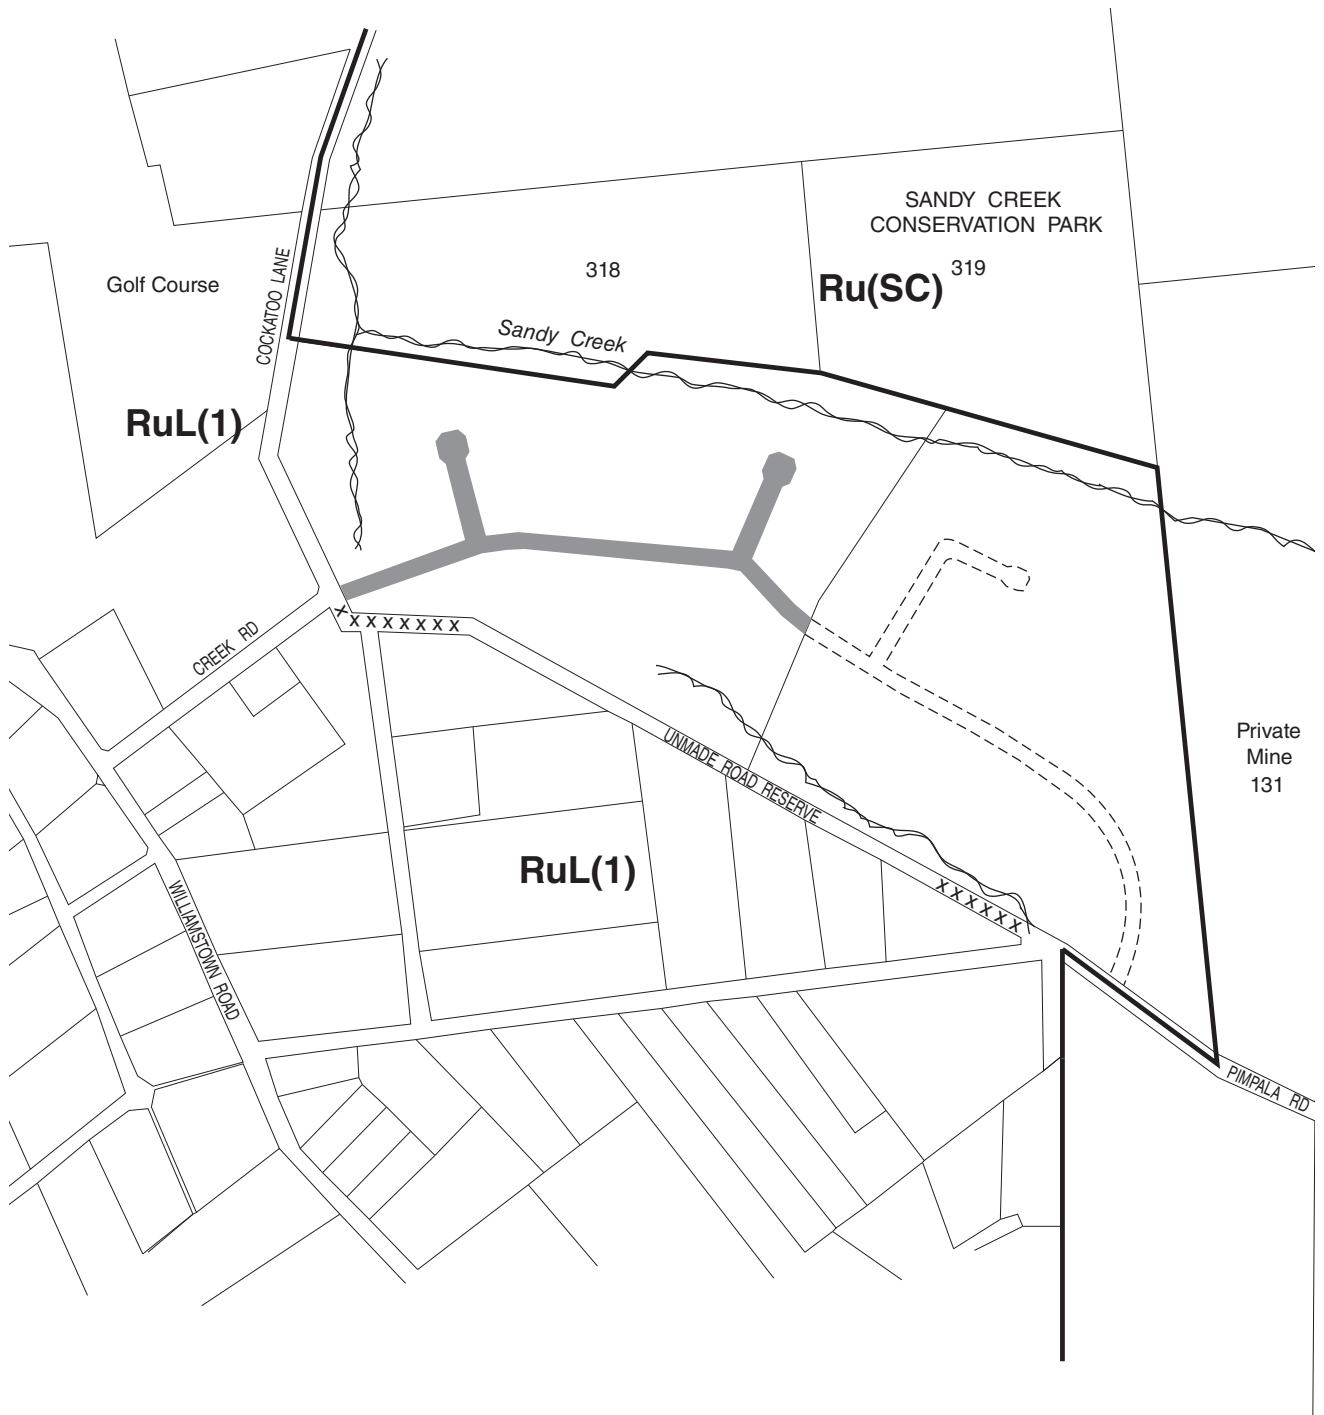 SANDY CREEK
CONSERVATION PARK
318
319
Ru(SC)
Golf Course
COCKATOO LANE
Sandy Creek
RuL(1)
X X X X X X X X
CREEK RD
UNMADE ROAD RESERVE
Private
Mine
131
RuL(1)
X X X X X X
WILLIAMSTOWN ROAD
PIMPALA RD